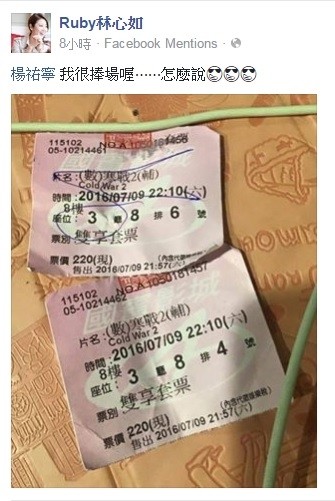 Ruby林心如
8小時 · Facebook Mentions ·
楊祐寧 我很捧場喔⋯⋯怎麼說😎😎😎
115102
05-10214461
片名：(數)寒戰2(輔)
Cold War 2
時間：2016/07/09 22:10(六)
8樓
座位：3 廳 8 排 6 號
票別：雙享套票
票價 220(現)
售出 2016/07/09 21:57(六)
115102 NO.A 1050181457
05-10214462
片名：(數)寒戰2(輔)
Cold War 2
時間：2016/07/09 22:10(六)
8樓
座位：3 廳 8 排 4 號
票別：雙享套票
票價 220(現)
售出 2016/07/09 21:57(六)